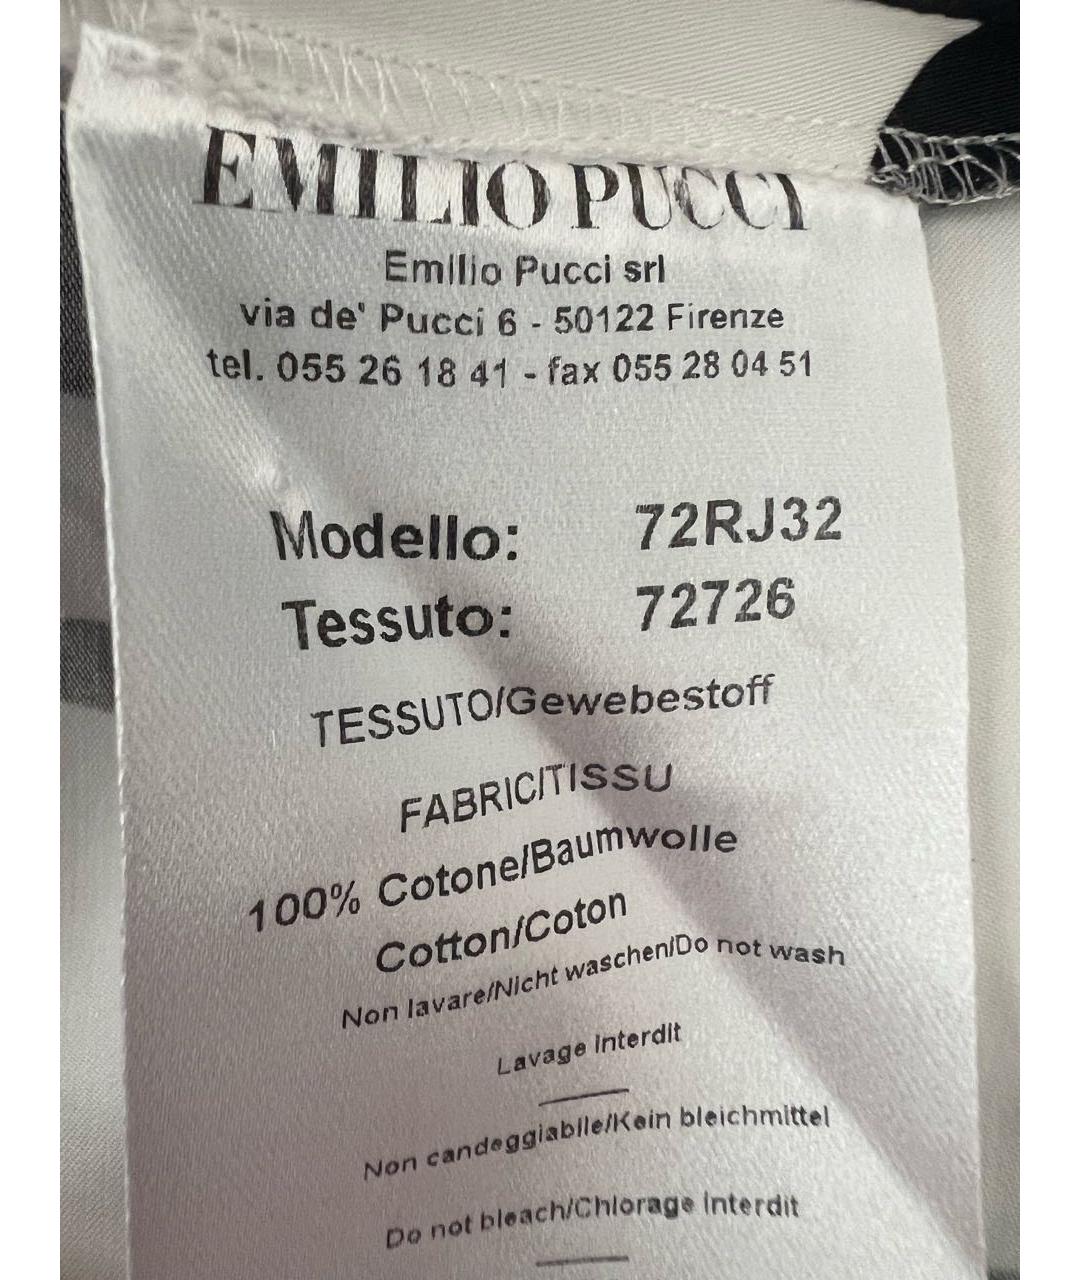 EMILIO PUCCI
Emilio Pucci srl
via de' Pucci 6 - 50122 Firenze
tel. 055 26 18 41 - fax 055 28 04 51
Modello: 72RJ32
Tessuto: 72726
TESSUTO/Gewebestoff
FABRIC/TISSU
100% Cotone/Baumwolle
Cotton/Coton
Non lavare/Nicht waschen/Do not wash
Lavage interdit
Non candeggiabile/Kein bleichmittel
Do not bleach/Chlorage interdit